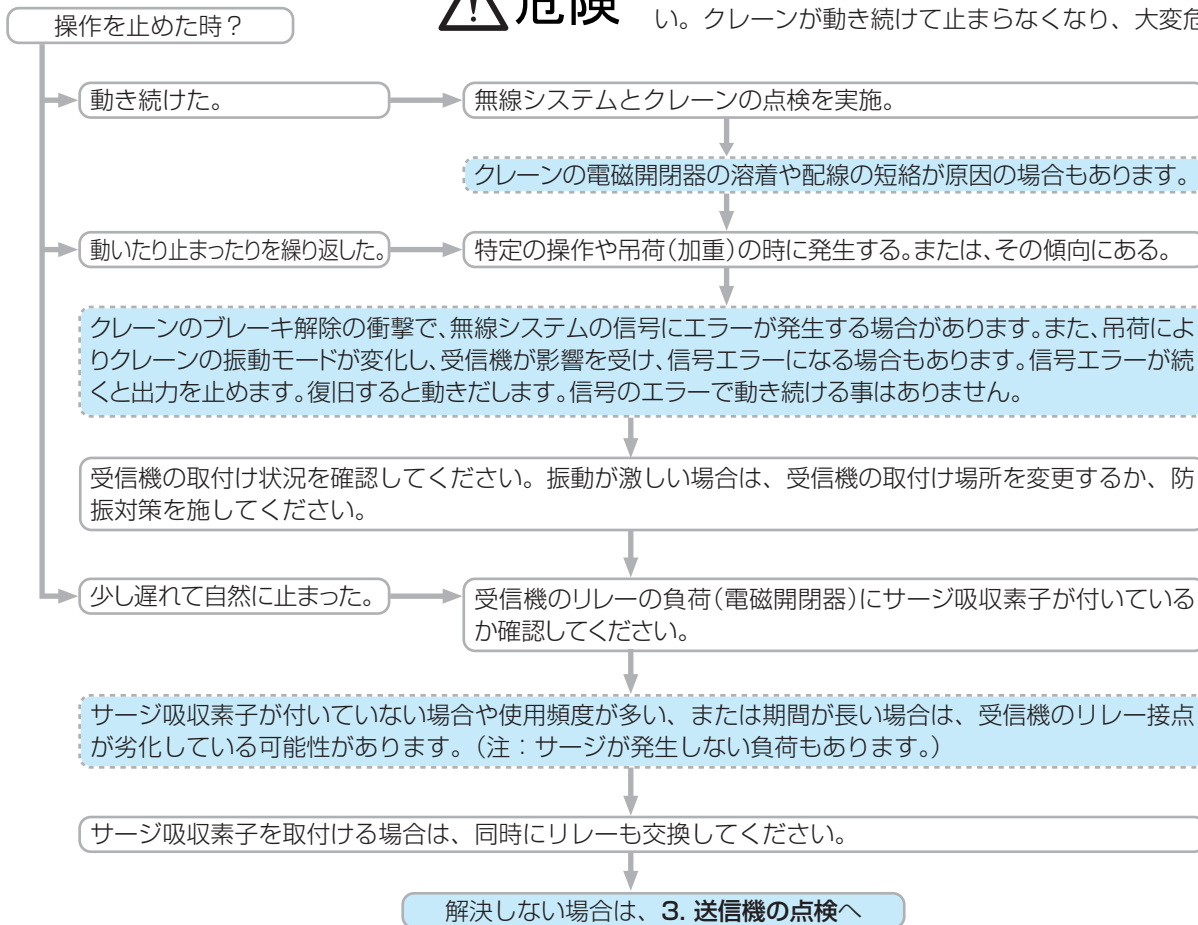 操作を止めた時？
危険
い。クレーンが動き続けて止まらなくなり、大変危
動き続けた。
無線システムとクレーンの点検を実施。
クレーンの電磁開閉器の溶着や配線の短絡が原因の場合もあります。
動いたり止まったりを繰り返した。
特定の操作や吊荷（加重）の時に発生する。または、その傾向にある。
クレーンのブレーキ解除の衝撃で、無線システムの信号にエラーが発生する場合があります。また、吊荷によ
りクレーンの振動モードが変化し、受信機が影響を受け、信号エラーになる場合もあります。信号エラーが続
くと出力を止めます。復旧すると動きだします。信号のエラーで動き続ける事はありません。
受信機の取付け状況を確認してください。振動が激しい場合は、受信機の取付け場所を変更するか、防
振対策を施してください。
少し遅れて自然に止まった。
受信機のリレーの負荷（電磁開閉器）にサージ吸収素子が付いている
か確認してください。
サージ吸収素子が付いていない場合や使用頻度が多い、または期間が長い場合は、受信機のリレー接点
が劣化している可能性があります。（注：サージが発生しない負荷もあります。）
サージ吸収素子を取付ける場合は、同時にリレーも交換してください。
解決しない場合は、3. 送信機の点検へ